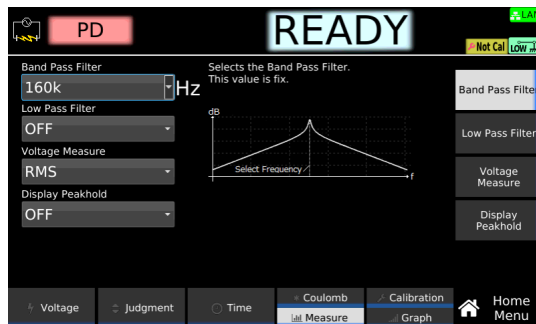 PD
READY
LAN
Not Cal
LOW
Band Pass Filter
160k
Hz
Low Pass Filter
OFF
Voltage Measure
RMS
Display Peakhold
OFF
Selects the Band Pass Filter.
This value is fix.
dB
Select Frequency
f
Band Pass Filte
Low Pass Filter
Voltage
Measure
Display
Peakhold
Voltage
Judgment
Time
Coulomb
Measure
Calibration
Graph
Home
Menu